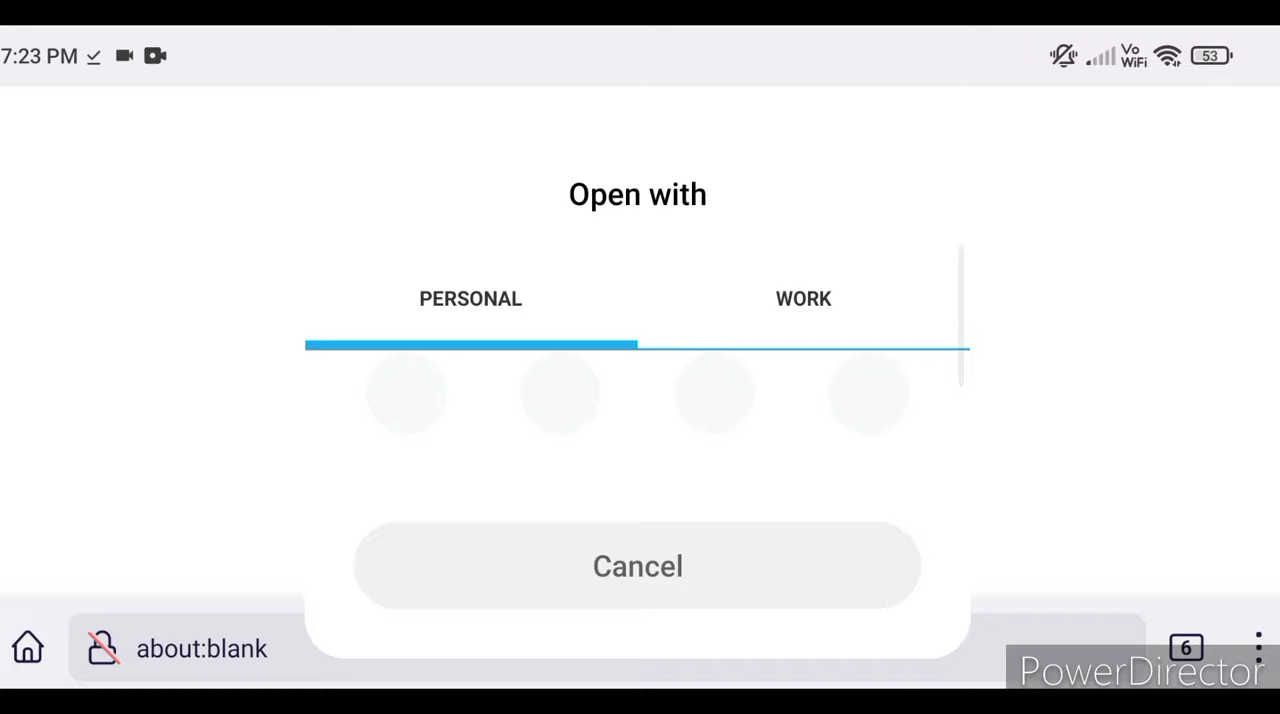 7:23 PM
Vo
WiFi
53
Open with
PERSONAL
WORK
Cancel
about:blank
6
PowerDirector